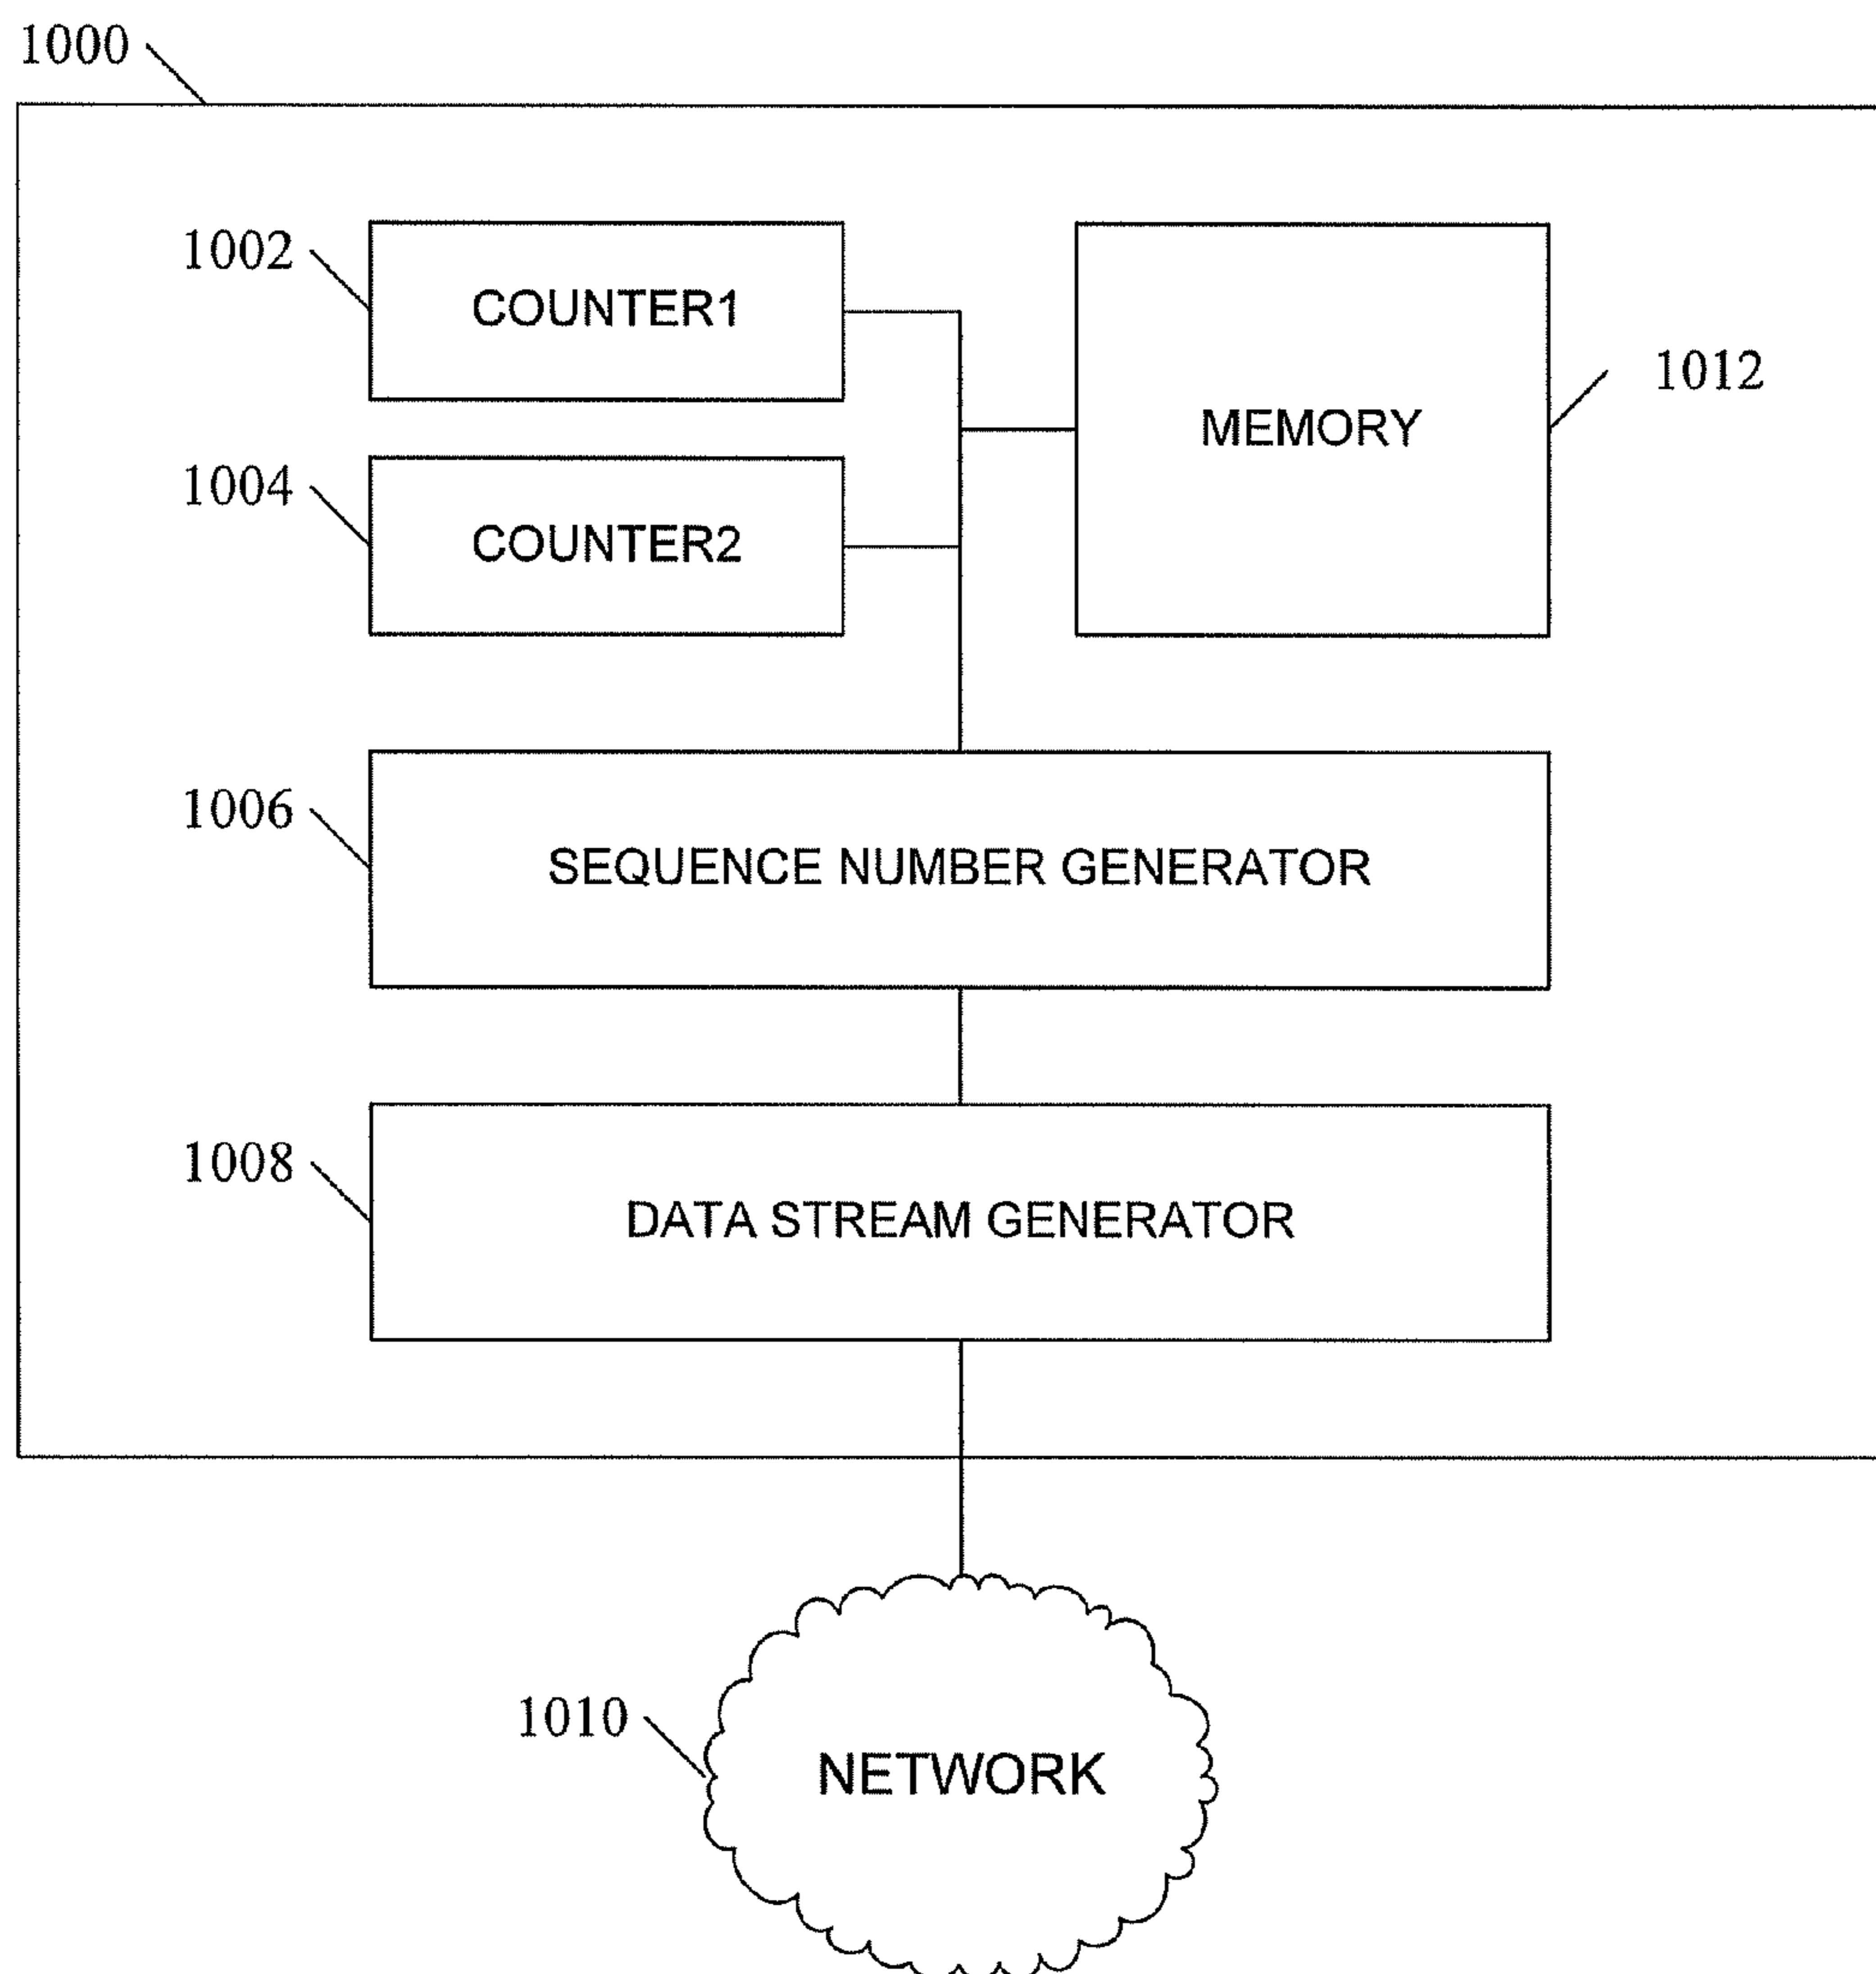 1000
1002
COUNTER1
MEMORY
1012
1004
COUNTER2
1006
SEQUENCE NUMBER GENERATOR
1008
DATA STREAM GENERATOR
1010
NETWORK